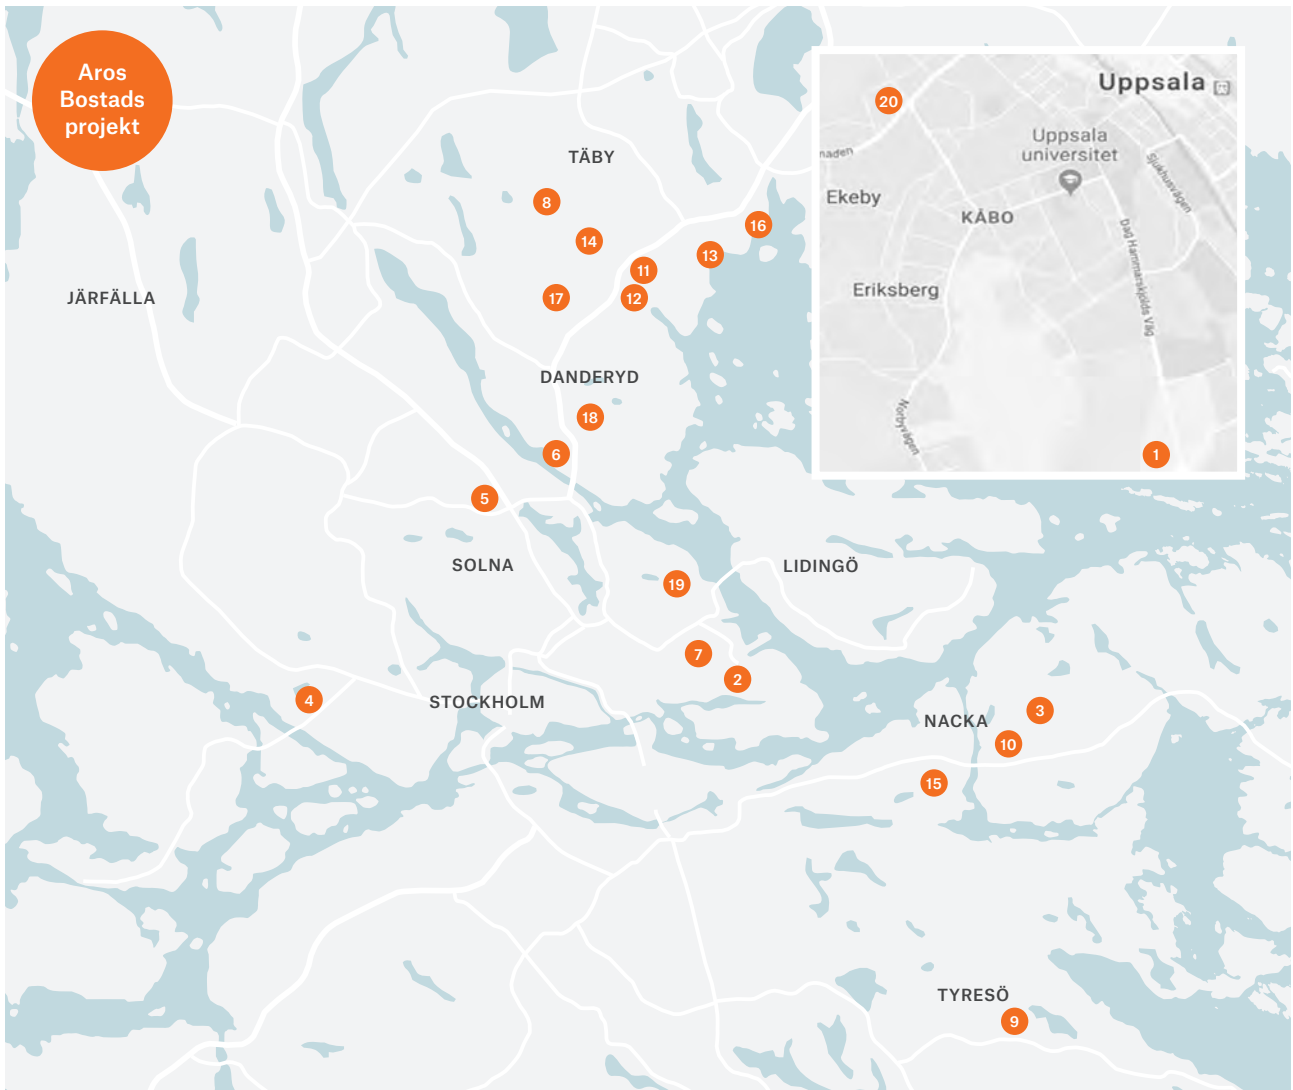 Aros
Bostads
projekt
TÄBY
JÄRFÄLLA
DANDERYD
SOLNA
LIDINGÖ
STOCKHOLM
NACKA
TYRESÖ
8
14
16
13
11
12
17
18
6
5
19
7
2
4
3
10
15
9
Uppsala
20
Uppsala
universitet
naden
Sjukhusvägen
Ekeby
KÅBO
Dag Hammarskjölds Väg
Eriksberg
Norbyvägen
1